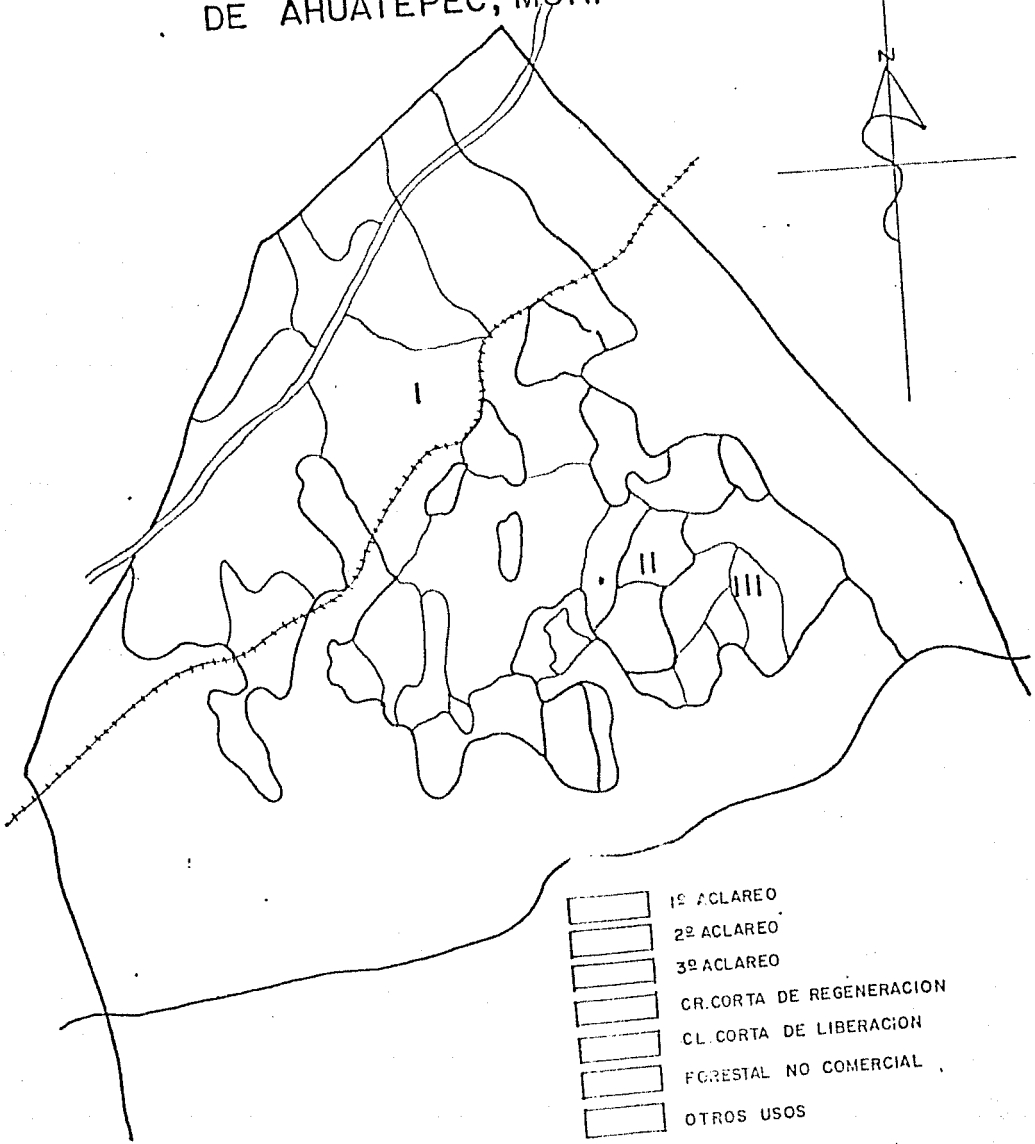 DE AHUATEPEC, MOR.
N
I
II
III
1º ACLAREO
2º ACLAREO
3º ACLAREO
CR. CORTA DE REGENERACION
CL. CORTA DE LIBERACION
FORESTAL NO COMERCIAL
OTROS USOS